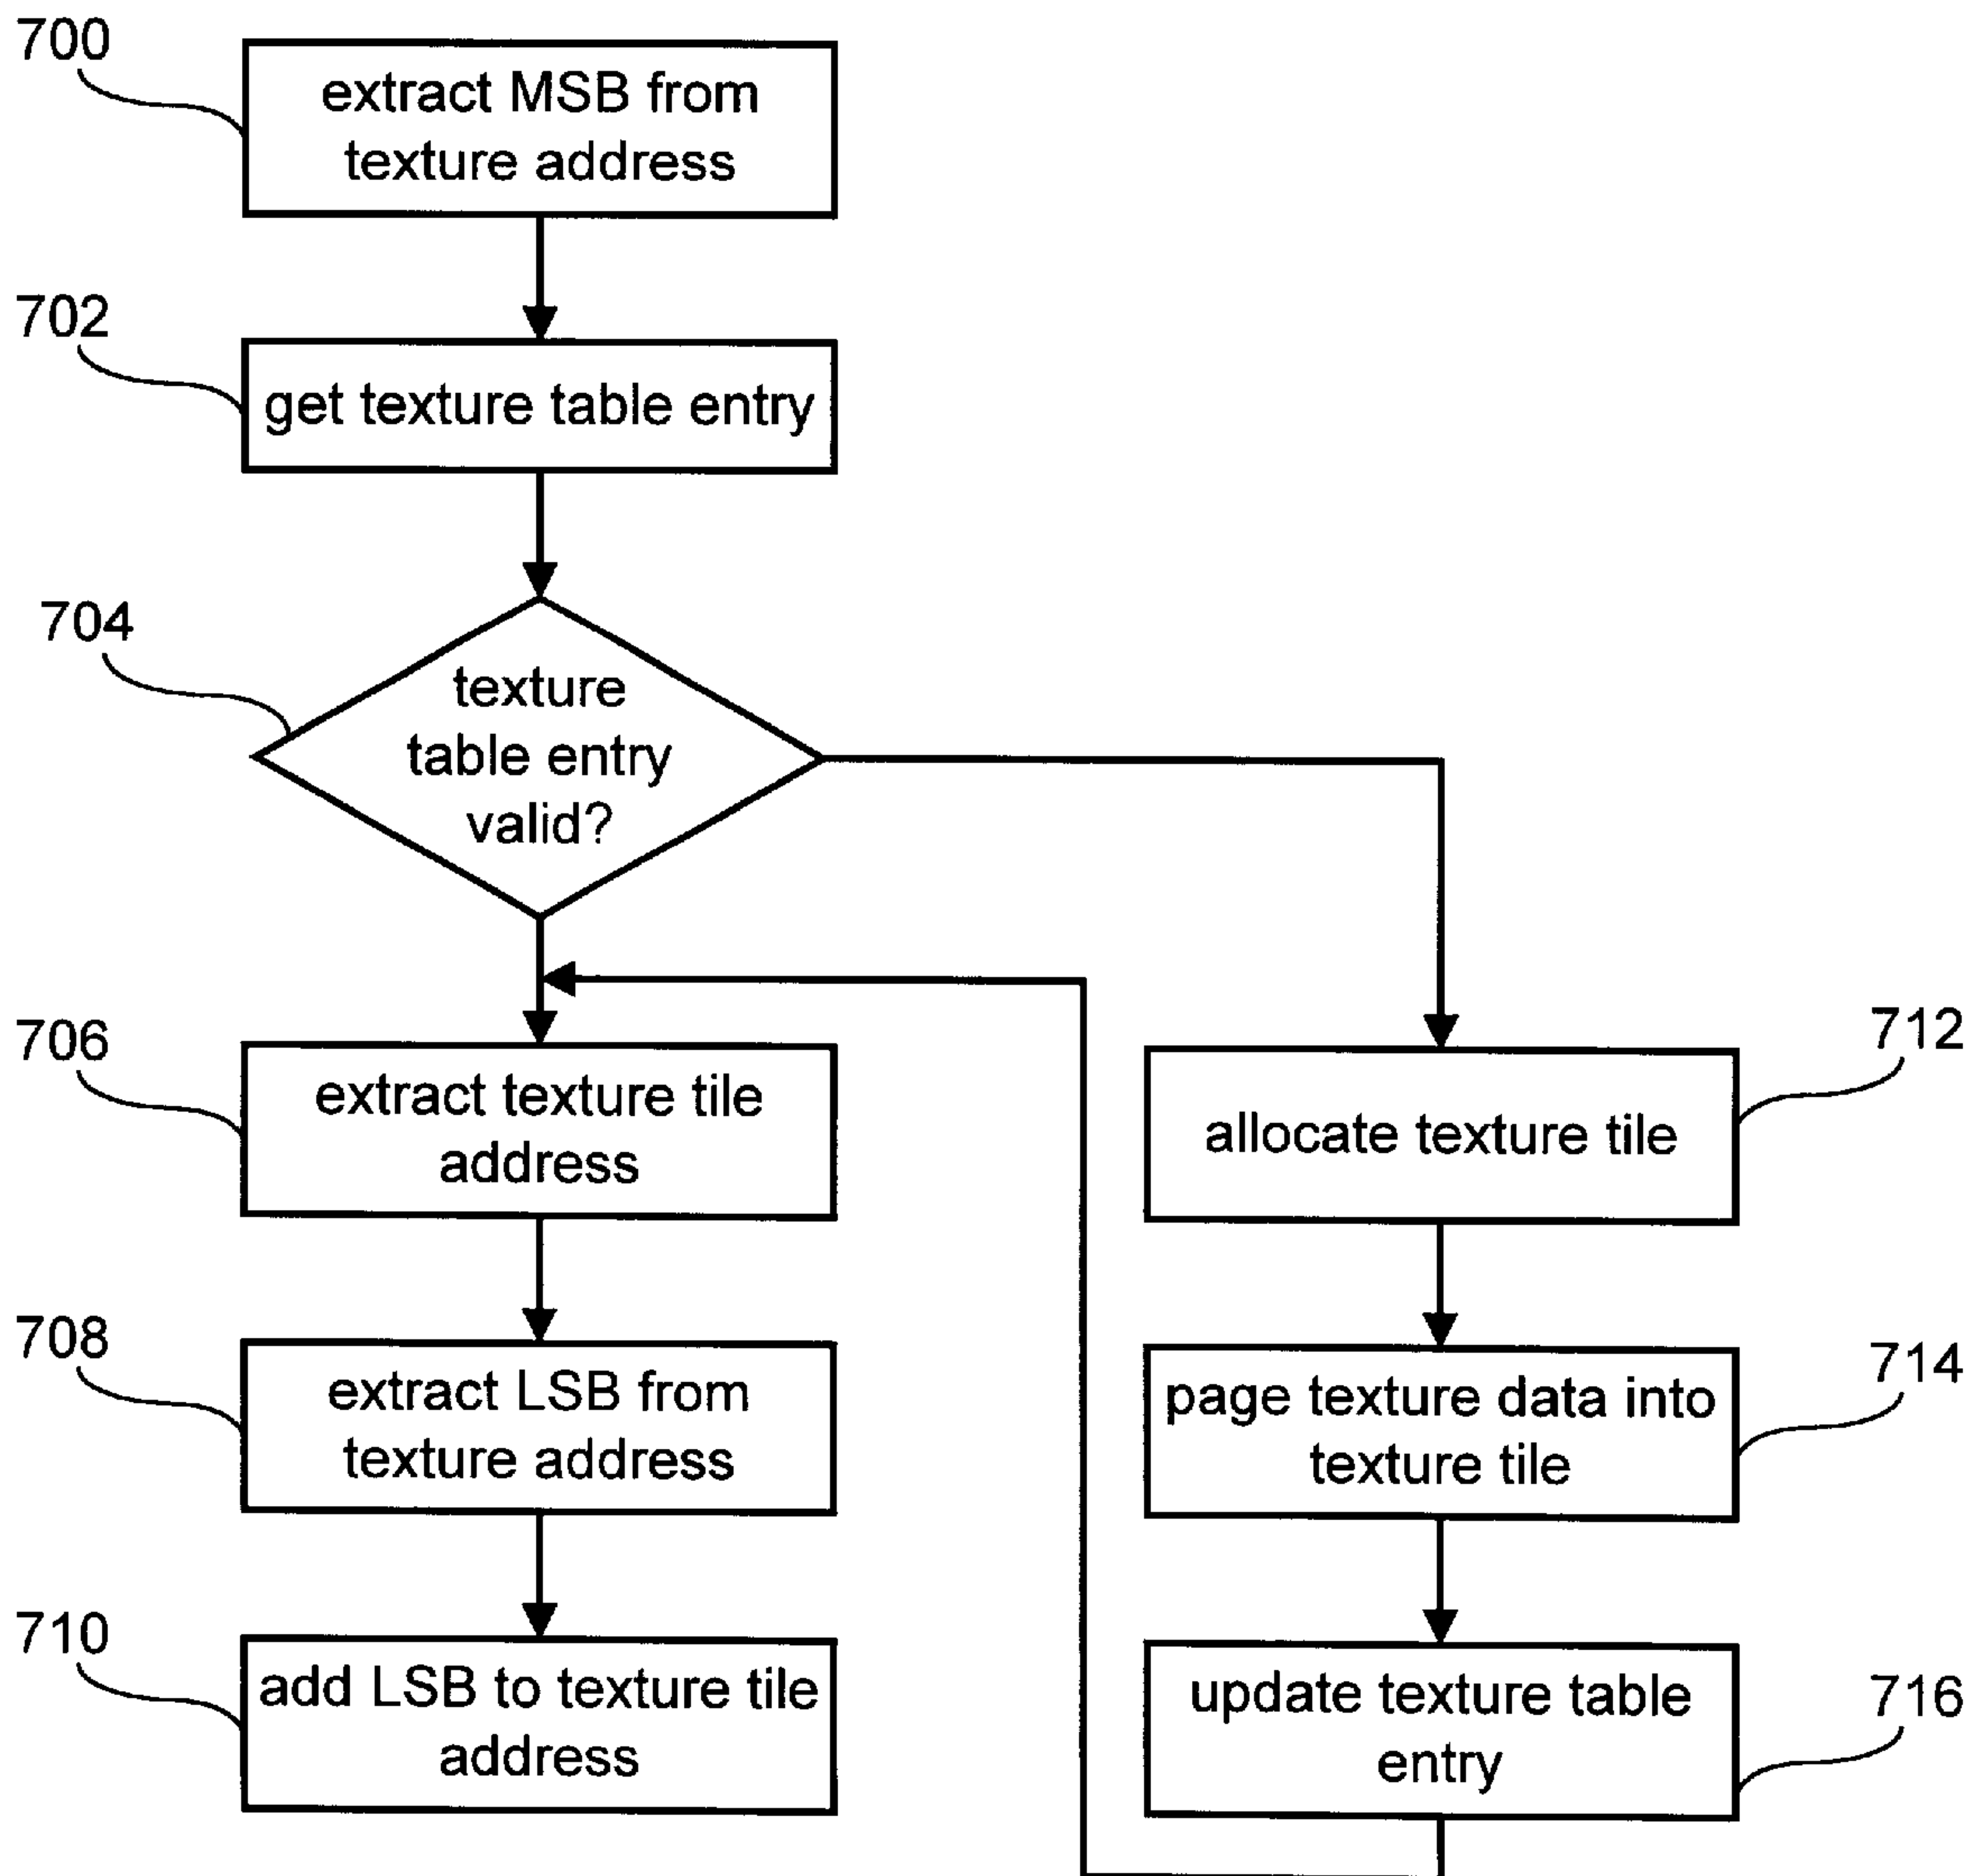 700
extract MSB from
texture address
702
get texture table entry
704
texture
table entry
valid?
706
extract texture tile
address
708
extract LSB from
texture address
710
add LSB to texture tile
address
712
allocate texture tile
714
page texture data into
texture tile
716
update texture table
entry